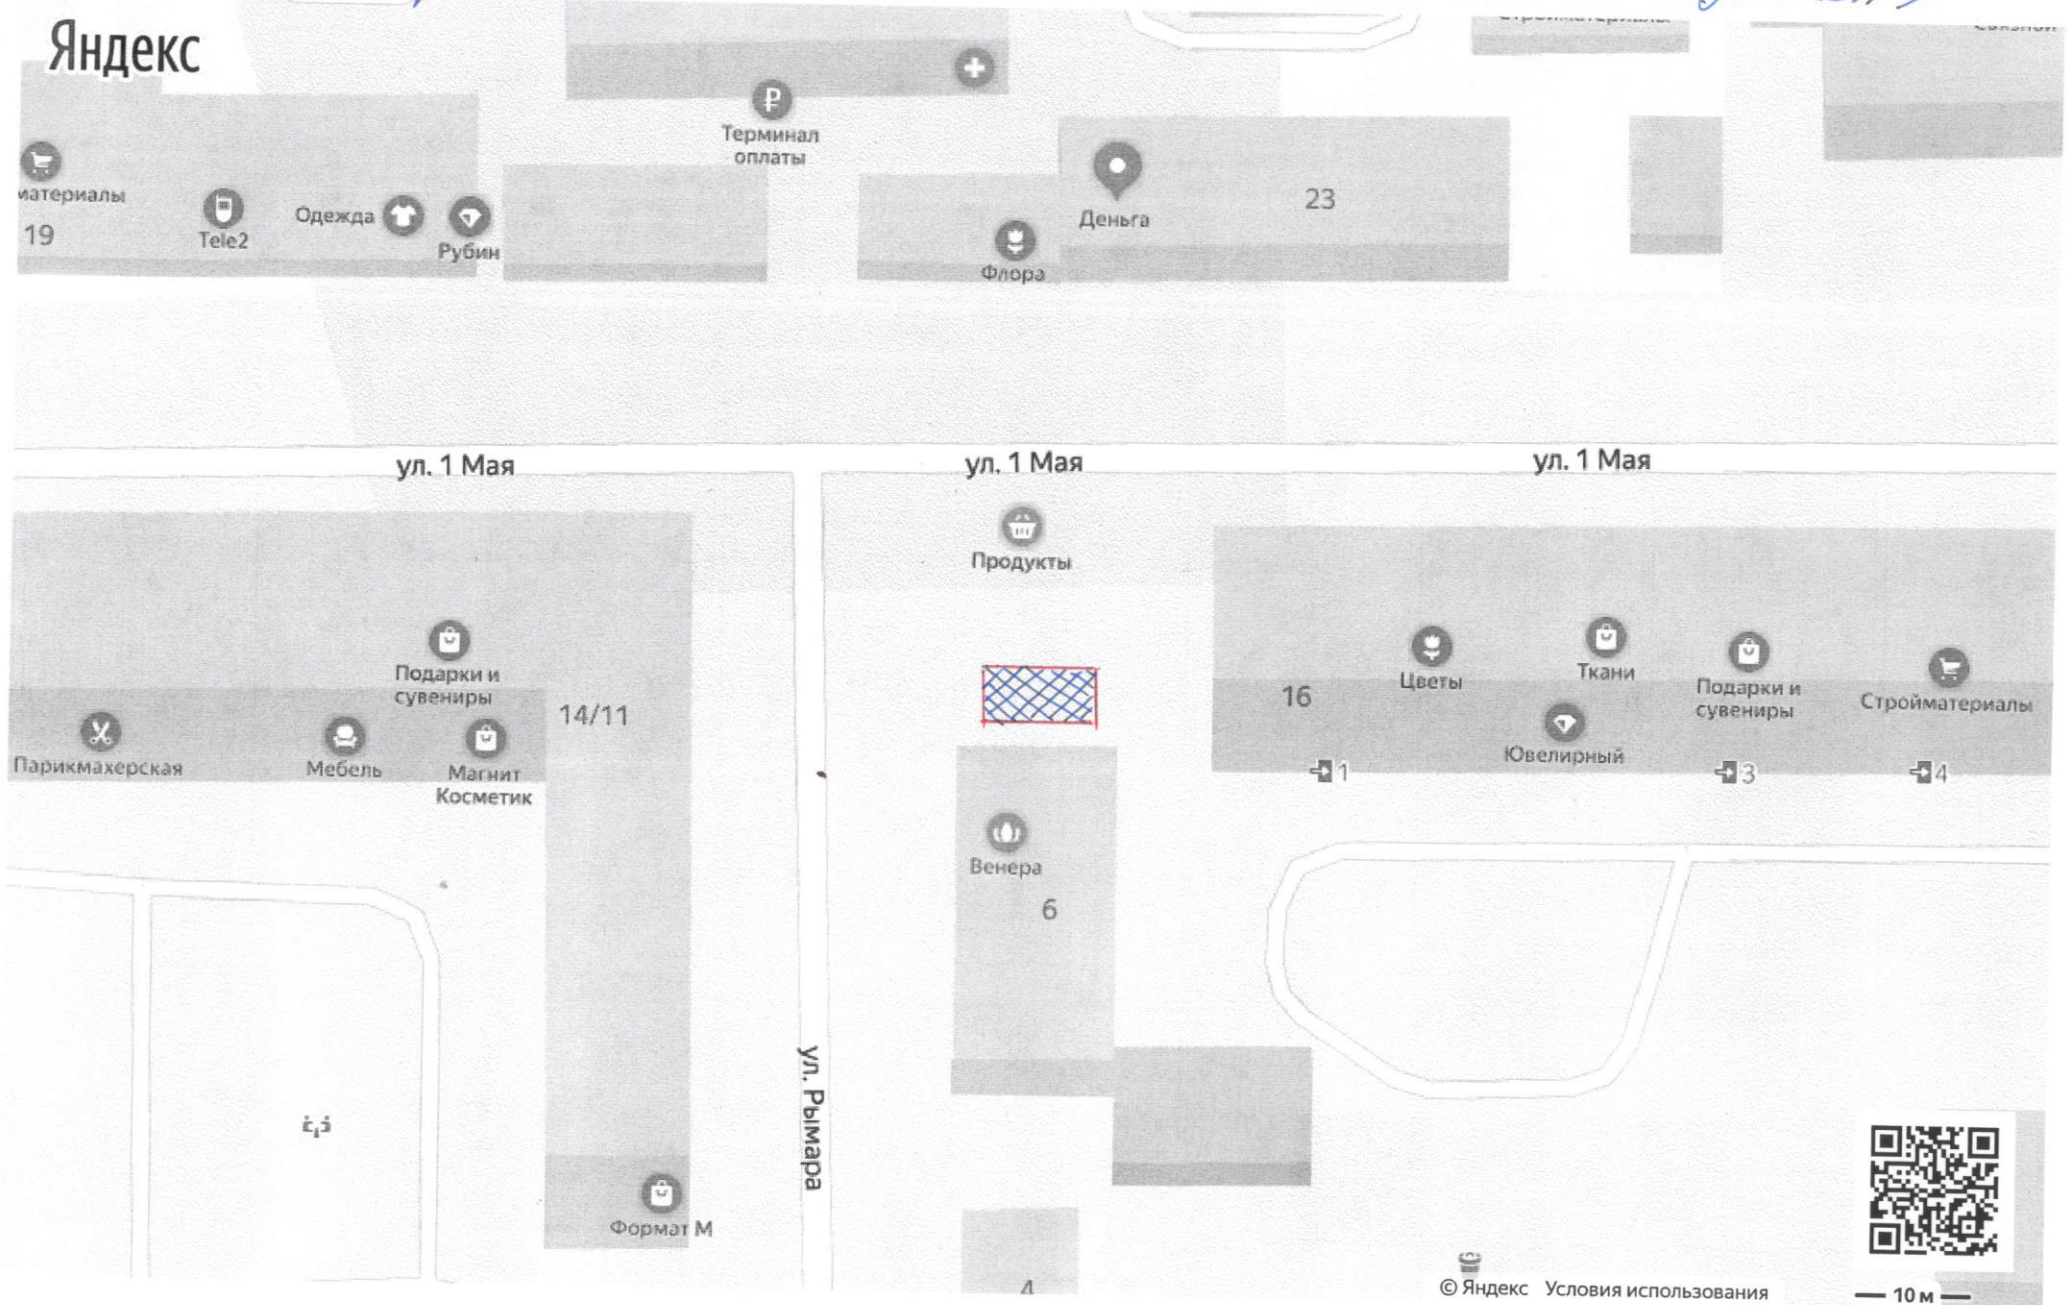 Яндекс
Терминал
оплаты
материалы
19
Tele2
Одежда
Рубин
Деньга
23
Флора
ул. 1 Мая
ул. 1 Мая
ул. 1 Мая
Продукты
Подарки и
сувениры
14/11
Парикмахерская
Мебель
Магнит
Косметик
16
Цветы
Ткани
Подарки и
сувениры
Стройматериалы
Ювелирный
1
3
4
Венера
6
ул. Рымара
Формат М
4
© Яндекс Условия использования
10 м